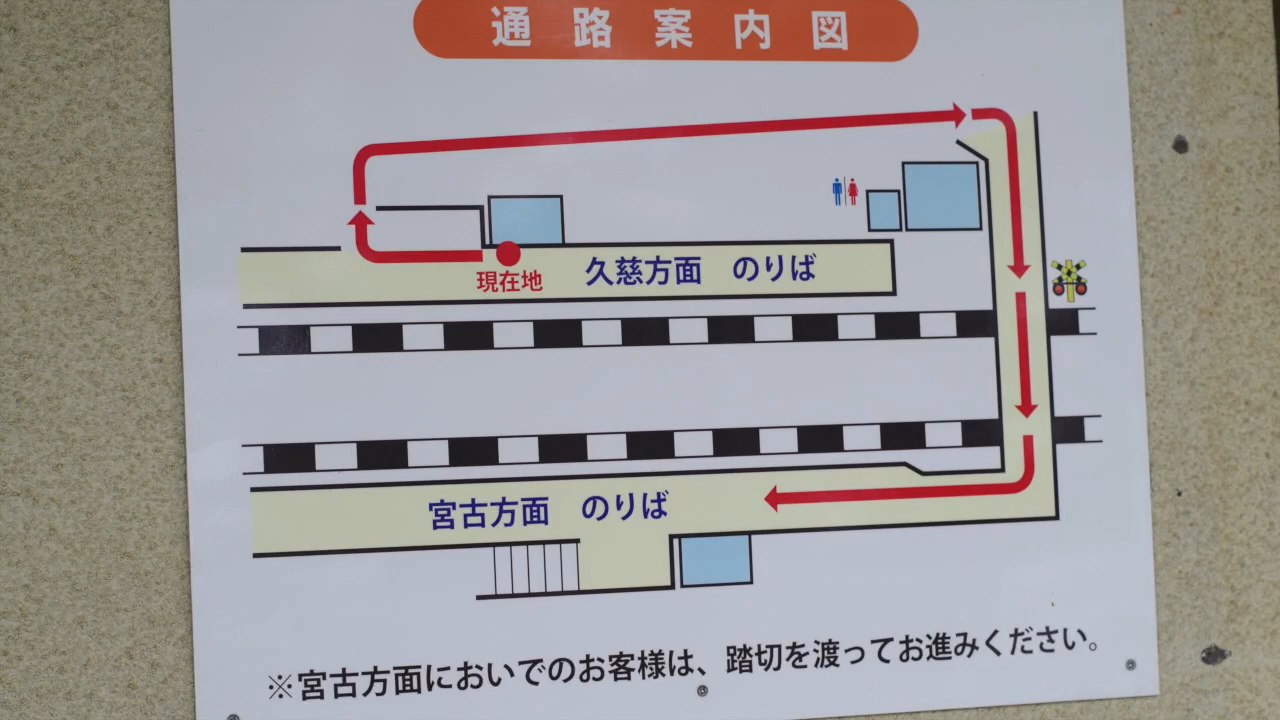 通路案内図
現在地
久慈方面 のりば
宮古方面 のりば
※宮古方面においでのお客様は、踏切を渡ってお進みください。